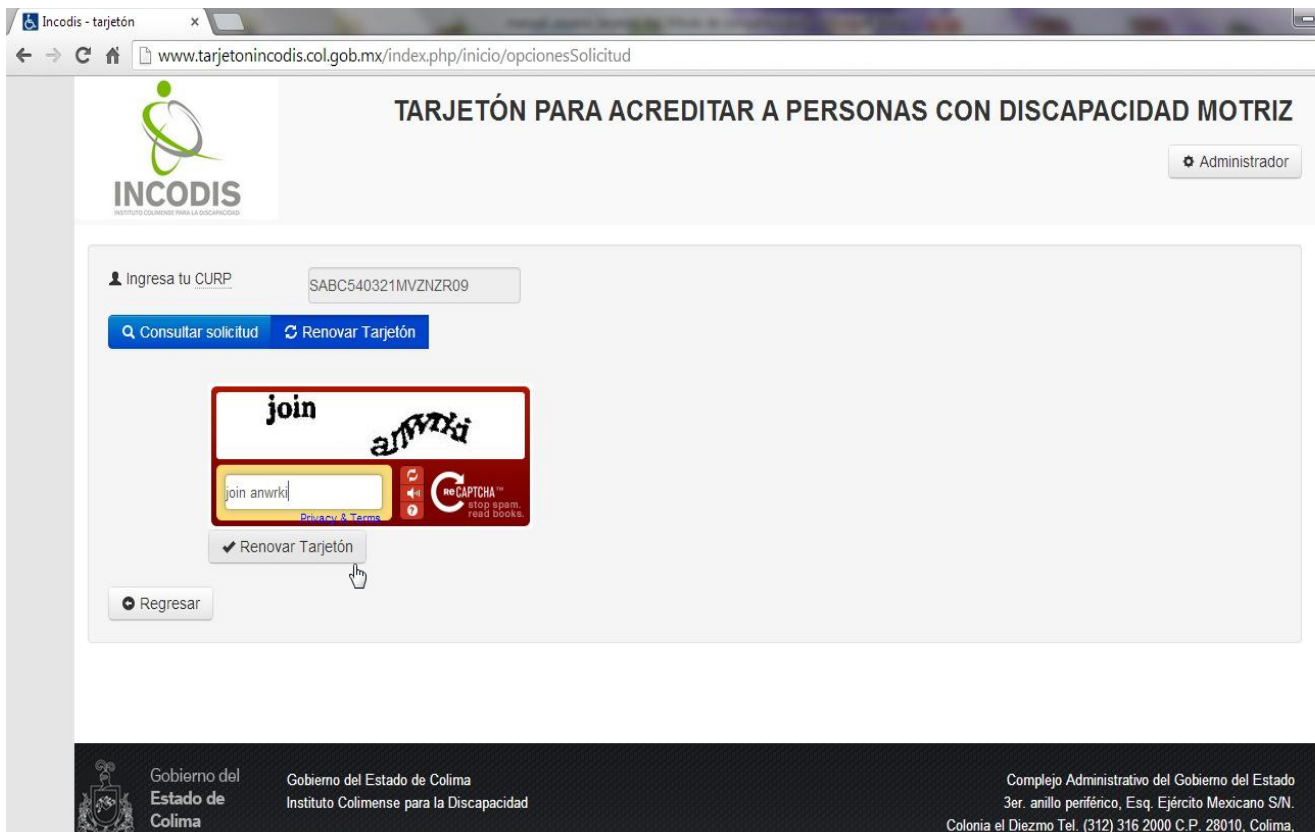 Incodis - tarjetón
www.tarjetonincodis.col.gob.mx/index.php/inicio/opcionesSolicitud
TARJETÓN PARA ACREDITAR A PERSONAS CON DISCAPACIDAD MOTRIZ
Administrador
INCODIS
INSTITUTO COLIMENSE PARA LA DISCAPACIDAD
Ingresa tu CURP
SABC540321MVZNZR09
Consultar solicitud
Renovar Tarjetón
join
join anwrki
Privacy & Terms
reCAPTCHA™
stop spam.
read books.
Renovar Tarjetón
Regresar
Gobierno del
Estado de
Colima
Gobierno del Estado de Colima
Instituto Colimense para la Discapacidad
Complejo Administrativo del Gobierno del Estado
3er. anillo periférico, Esq. Ejército Mexicano S/N.
Colonia el Diezmo Tel. (312) 316 2000 C.P. 28010, Colima,